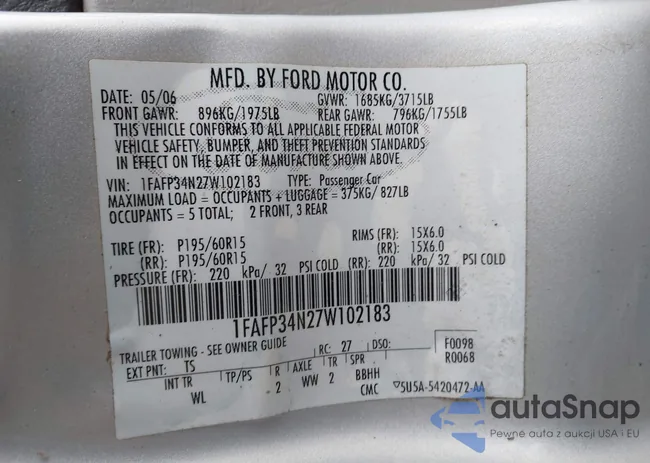 MFD. BY FORD MOTOR CO.
DATE: 05/06 GVWR: 1685KG/3715LB
FRONT GAWR: 896KG/1975LB REAR GAWR: 796KG/1755LB
THIS VEHICLE CONFORMS TO ALL APPLICABLE FEDERAL MOTOR
VEHICLE SAFETY, BUMPER, AND THEFT PREVENTION STANDARDS
IN EFFECT ON THE DATE OF MANUFACTURE SHOWN ABOVE.
VIN: 1FAFP34N27W102183 TYPE: Passenger Car
MAXIMUM LOAD = OCCUPANTS + LUGGAGE = 375KG/ 827LB
OCCUPANTS = 5 TOTAL; 2 FRONT, 3 REAR
TIRE (FR): P195/60R15 RIMS (FR): 15X6.0
(RR): P195/60R15 (RR): 15X6.0
PRESSURE (FR): 220 kPa/ 32 PSI COLD (RR): 220 kPa/ 32 PSI COLD
1FAFP34N27W102183
TRAILER TOWING - SEE OWNER GUIDE RC: 27 DSO: F0098
EXT PNT: TS R0068
INT TR TP/PS R AXLE TR SPR
WL 2 WW 2 BBHH
CMC ▽5U5A-5420472-AA
autaSnap
Pewne auta z aukcji USA i EU